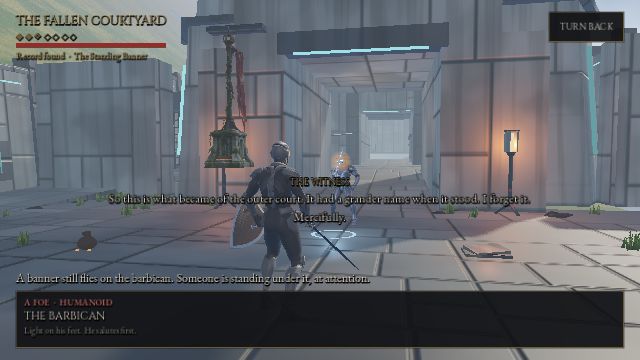 THE FALLEN COURTYARD
TURN BACK
Record found · The Standing Banner
THE WITNESS
So this is what became of the outer court. It had a grander name when it stood. I forget it.
Mercifully.
A banner still flies on the barbican. Someone is standing under it, at attention.
A FOE · HUMANOID
THE BARBICAN
Light on his feet. He salutes first.